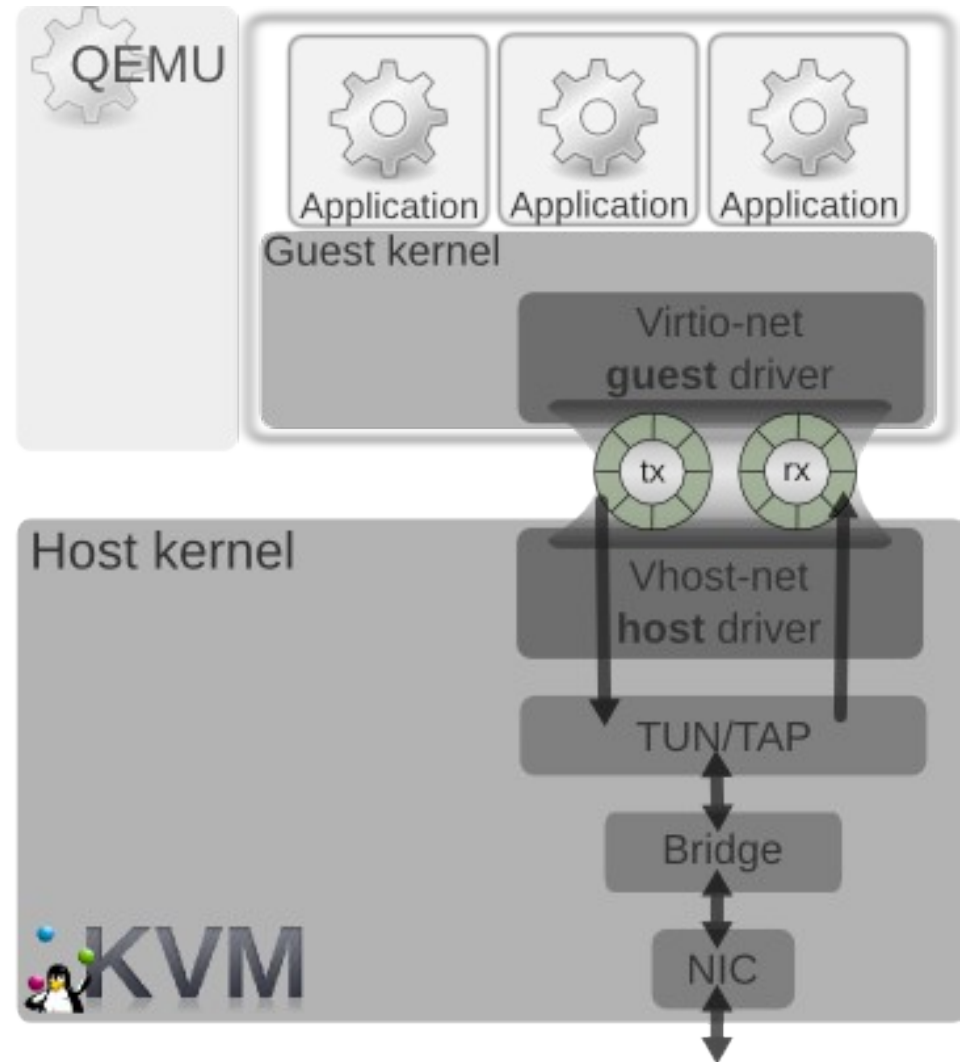 QEMU
Application Application Application
Guest kernel
Virtio-net
guest driver
tx rx
Host kernel
Vhost-net
host driver
TUN/TAP
Bridge
KVM
NIC